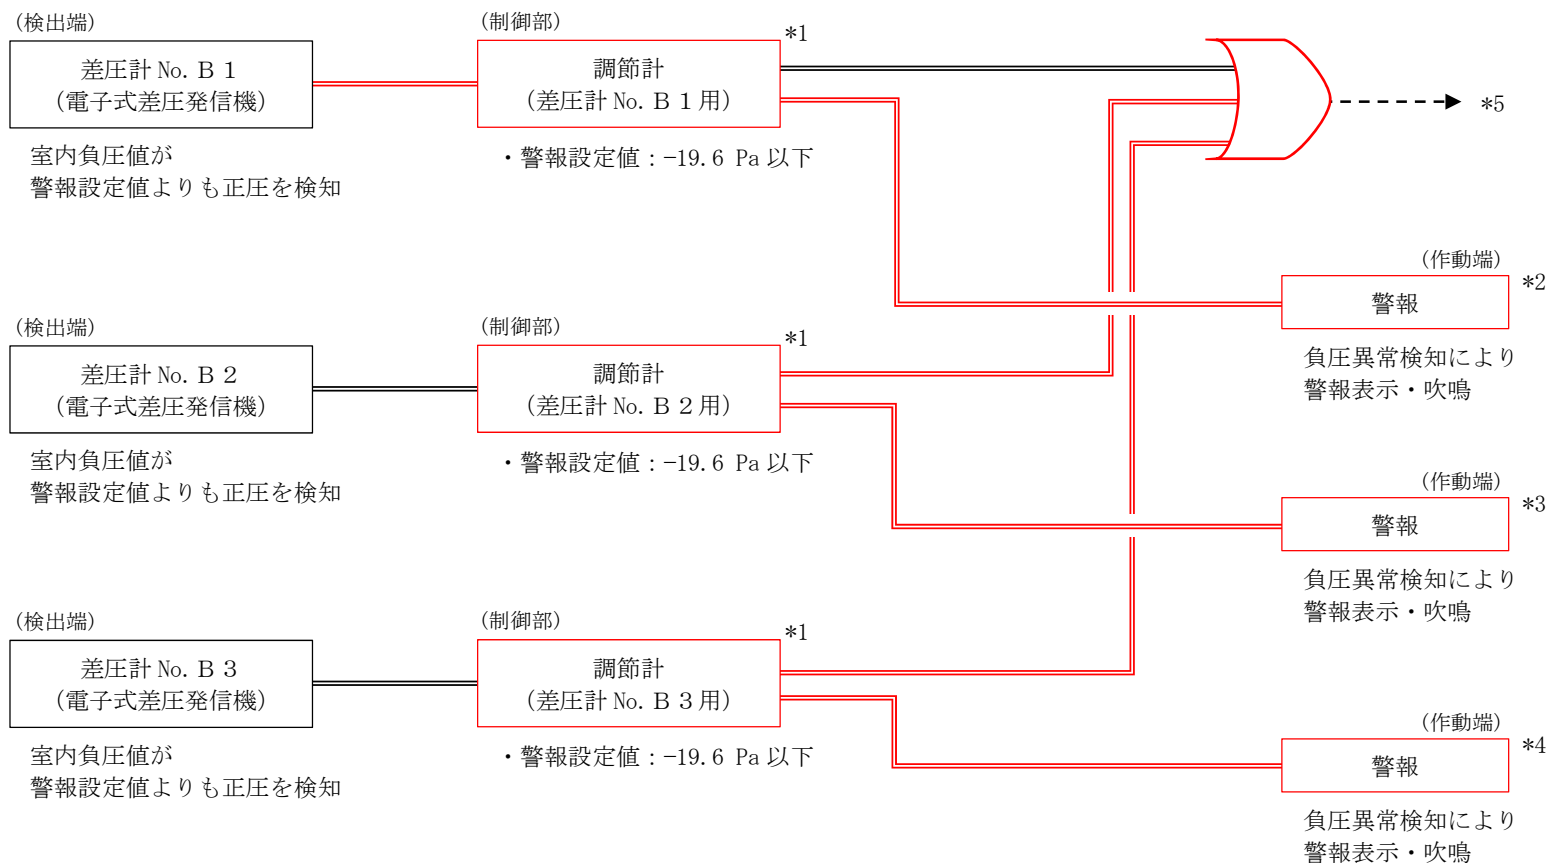 (検出端)
差圧計 No. B 1
(電子式差圧発信機)
室内負圧値が
警報設定値よりも正圧を検知
(制御部)
*1
調節計
(差圧計 No. B 1 用)
・警報設定値：-19.6 Pa 以下
*5
(作動端)
*2
警報
負圧異常検知により
警報表示・吹鳴
(検出端)
差圧計 No. B 2
(電子式差圧発信機)
室内負圧値が
警報設定値よりも正圧を検知
(制御部)
*1
調節計
(差圧計 No. B 2 用)
・警報設定値：-19.6 Pa 以下
(作動端)
*3
警報
負圧異常検知により
警報表示・吹鳴
(検出端)
差圧計 No. B 3
(電子式差圧発信機)
室内負圧値が
警報設定値よりも正圧を検知
(制御部)
*1
調節計
(差圧計 No. B 3 用)
・警報設定値：-19.6 Pa 以下
(作動端)
*4
警報
負圧異常検知により
警報表示・吹鳴